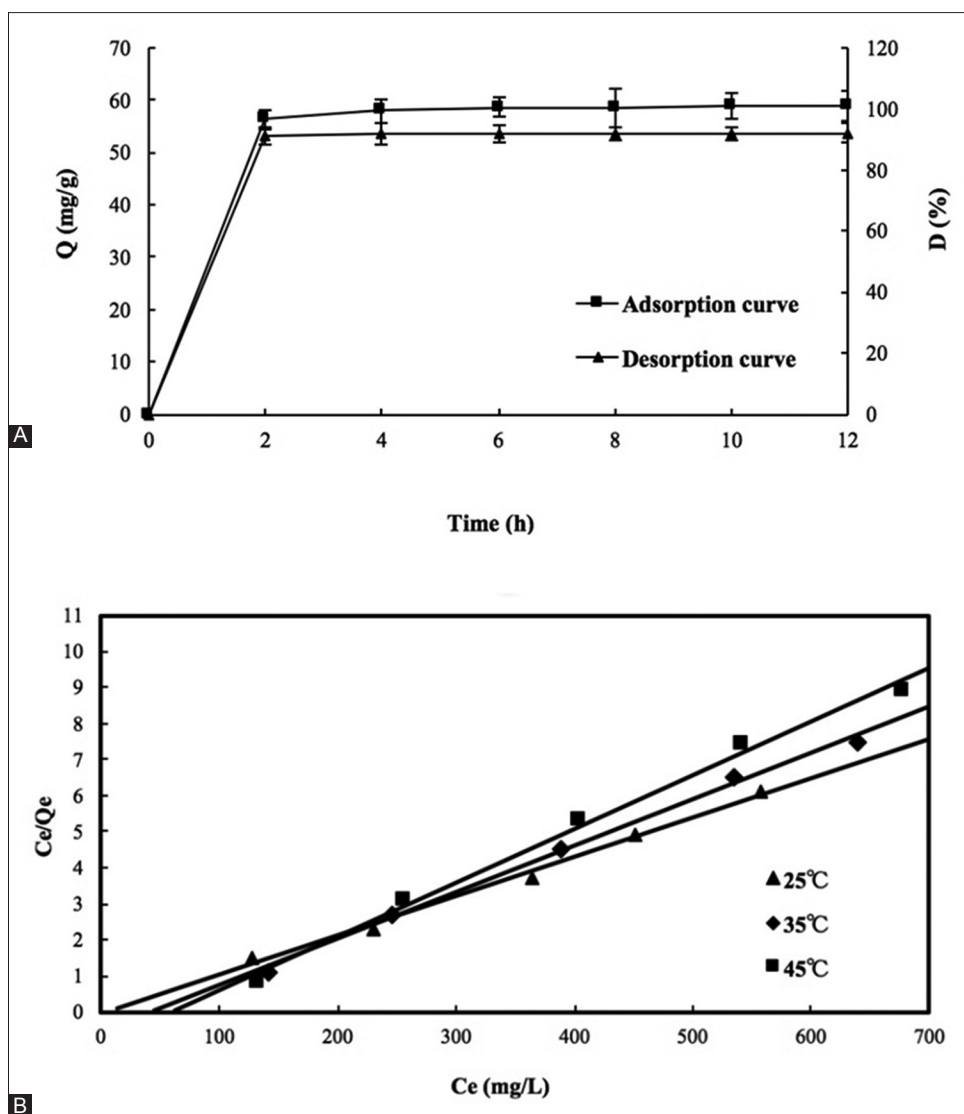 70
60
50
40
30
20
10
0
Q (mg/g)
120
100
80
60
40
20
0
D (%)
Adsorption curve
Desorption curve
0 2 4 6 8 10 12
Time (h)
A
11
10
9
8
7
6
5
4
3
2
1
0
Ce/Qe
25℃
35℃
45℃
0 100 200 300 400 500 600 700
Ce (mg/L)
B